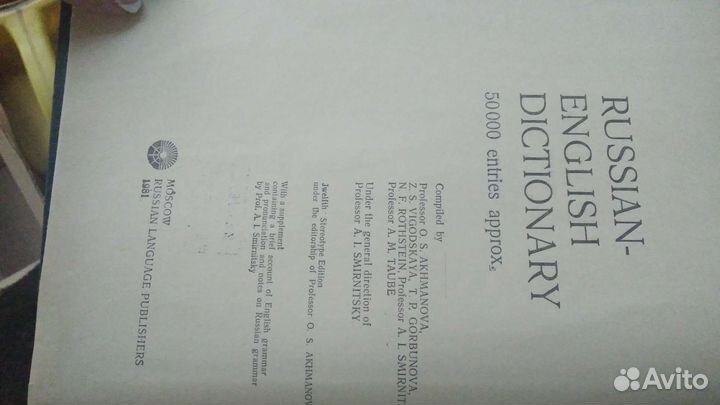 RUSSIAN-
ENGLISH
DICTIONARY
50000 entries approx.
Compiled by
Professor O. S. AKHMANOVA,
Z. S. VIGODSKAYA, T. P. GORBUNOVA,
N. F. ROTHSTEIN, Professor A. I. SMIRNIT
Professor A. M. TAUBE
Under the general direction of
Professor A. I. SMIRNITSKY
Twelfth Stereotype Edition
under the editorship of Professor O. S. AKHMANOV
With a supplement
containing a brief account of English grammar
and pronunciation and notes on Russian grammar
by Prof. A. I. Smirnitsky
MOSCOW
RUSSIAN LANGUAGE PUBLISHERS
1981
Avito